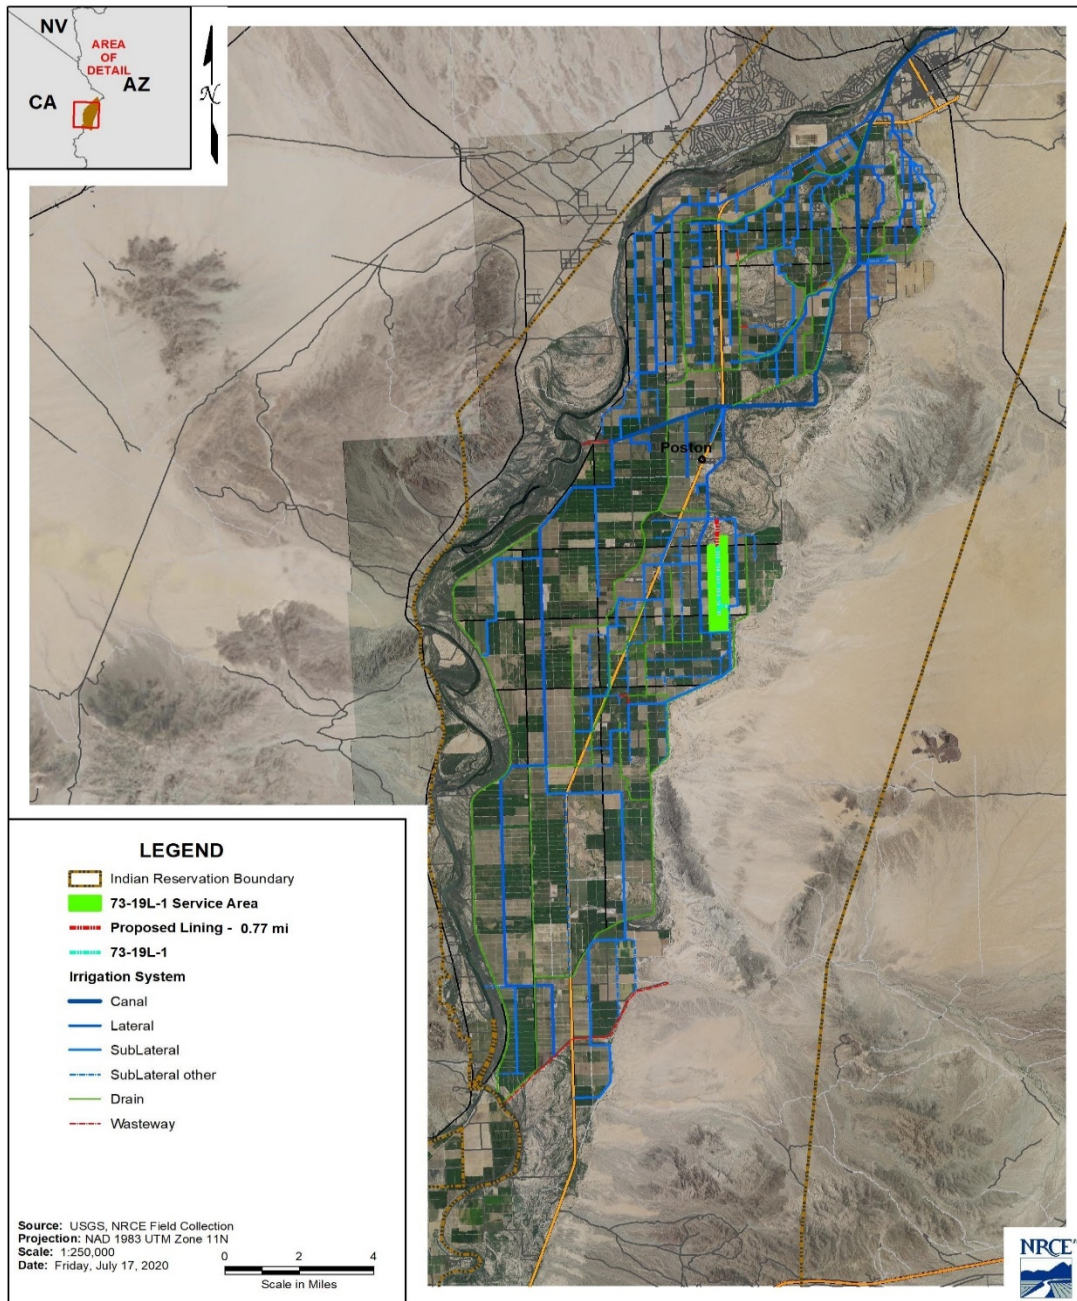 NV
AREA
OF
DETAIL
AZ
CA
N
Poston
LEGEND
Indian Reservation Boundary
73-19L-1 Service Area
Proposed Lining - 0.77 mi
73-19L-1
Irrigation System
Canal
Lateral
SubLateral
SubLateral other
Drain
Wasteway
Source: USGS, NRCE Field Collection
Projection: NAD 1983 UTM Zone 11N
Scale: 1:250,000
Date: Friday, July 17, 2020
0 2 4
Scale in Miles
NRCE